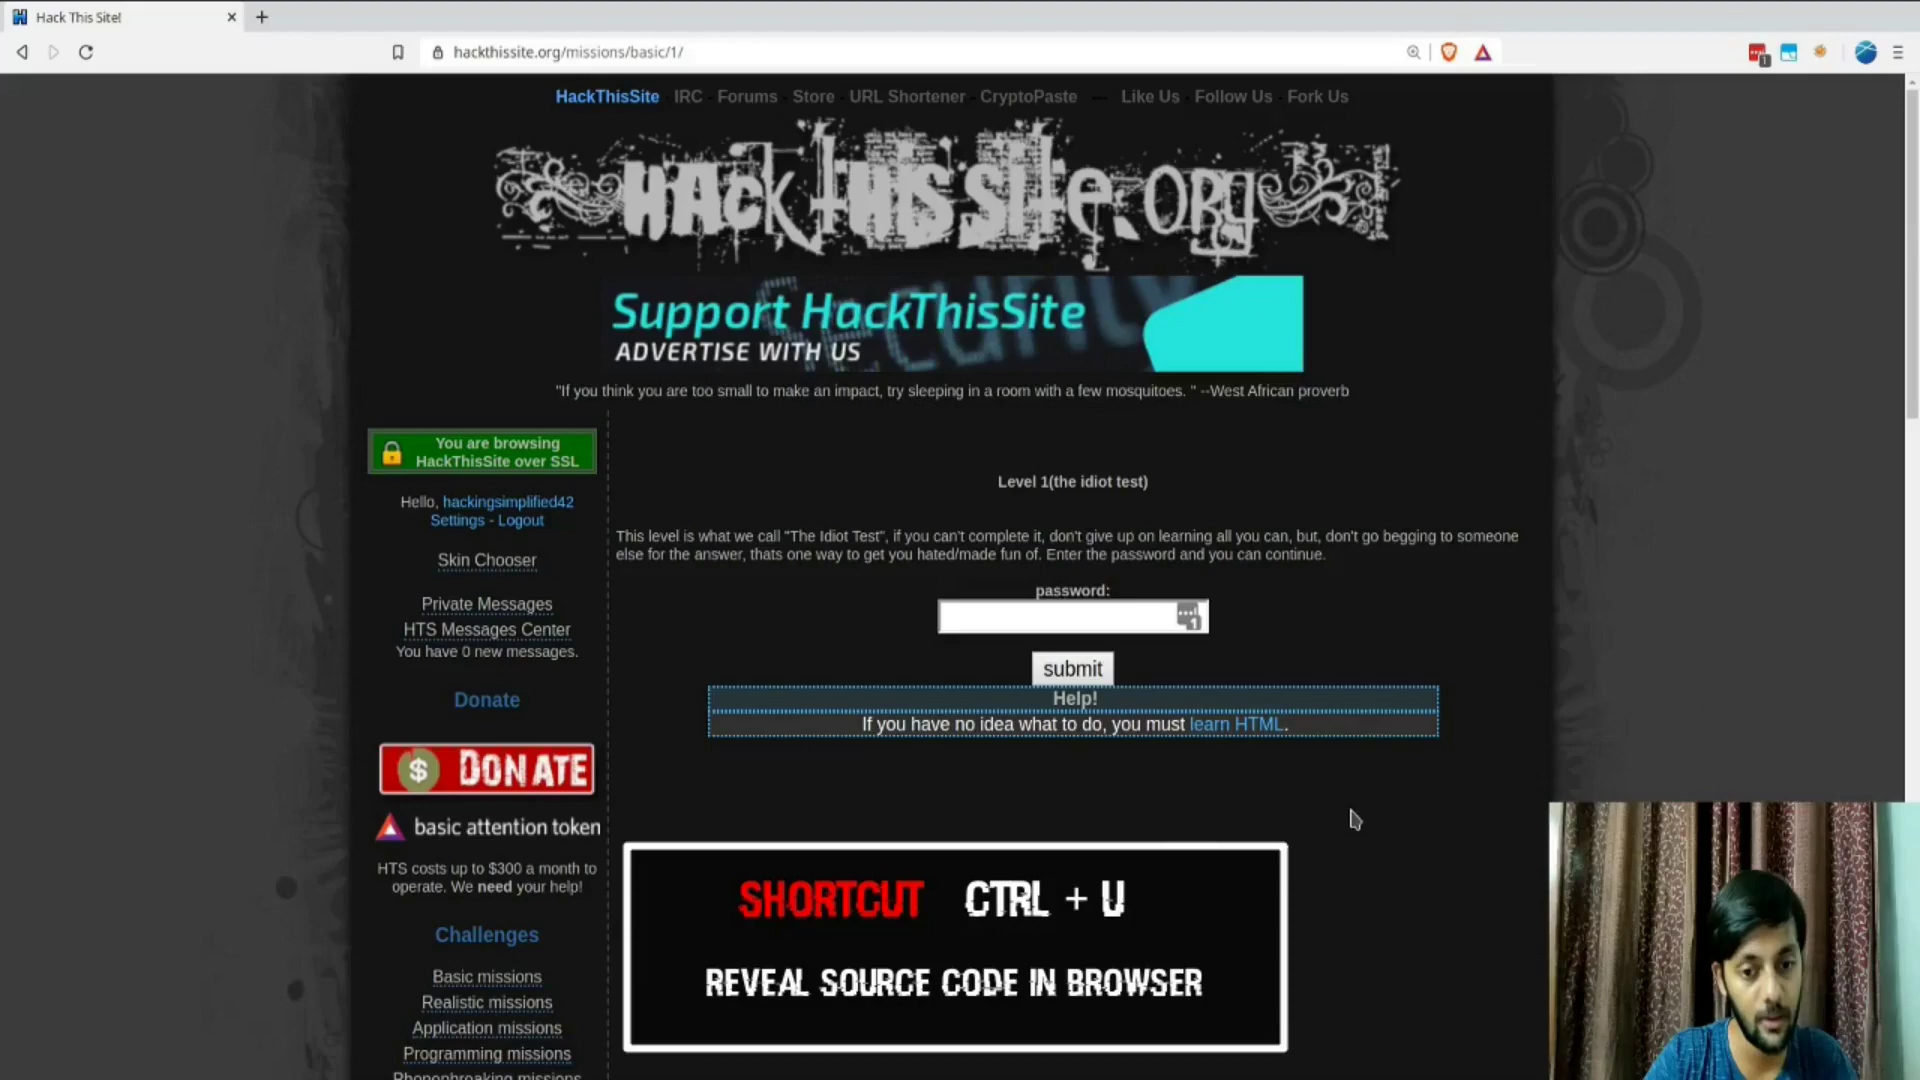 Hack This Site!
hackthissite.org/missions/basic/1/
HackThisSite IRC - Forums - Store - URL Shortener - CryptoPaste --- Like Us - Follow Us - Fork Us
HACK THIS SITE.ORG
Support HackThisSite
ADVERTISE WITH US
Security
"If you think you are too small to make an impact, try sleeping in a room with a few mosquitoes. " --West African proverb
You are browsing
HackThisSite over SSL
Hello, hackingsimplified42
Settings - Logout
Skin Chooser
Private Messages
HTS Messages Center
You have 0 new messages.
Donate
$ DONATE
basic attention token
HTS costs up to $300 a month to
operate. We need your help!
Challenges
Basic missions
Realistic missions
Application missions
Programming missions
Phonephreaking missions
Level 1(the idiot test)
This level is what we call "The Idiot Test", if you can't complete it, don't give up on learning all you can, but, don't go begging to someone
else for the answer, thats one way to get you hated/made fun of. Enter the password and you can continue.
password:
1
submit
Help!
If you have no idea what to do, you must learn HTML.
SHORTCUT CTRL + U
REVEAL SOURCE CODE IN BROWSER